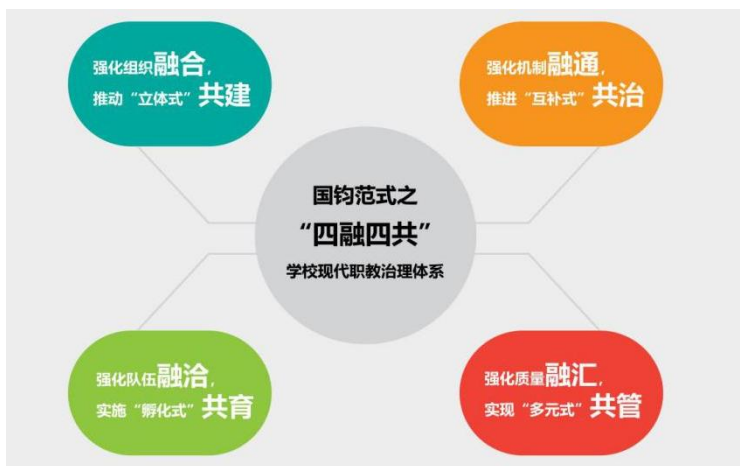 强化组织融合，
推动“立体式”共建
强化机制融通，
推进“互补式”共治
国钧范式之
“四融四共”
学校现代职教治理体系
强化队伍融洽，
实施“孵化式”共育
强化质量融汇，
实现“多元式”共管